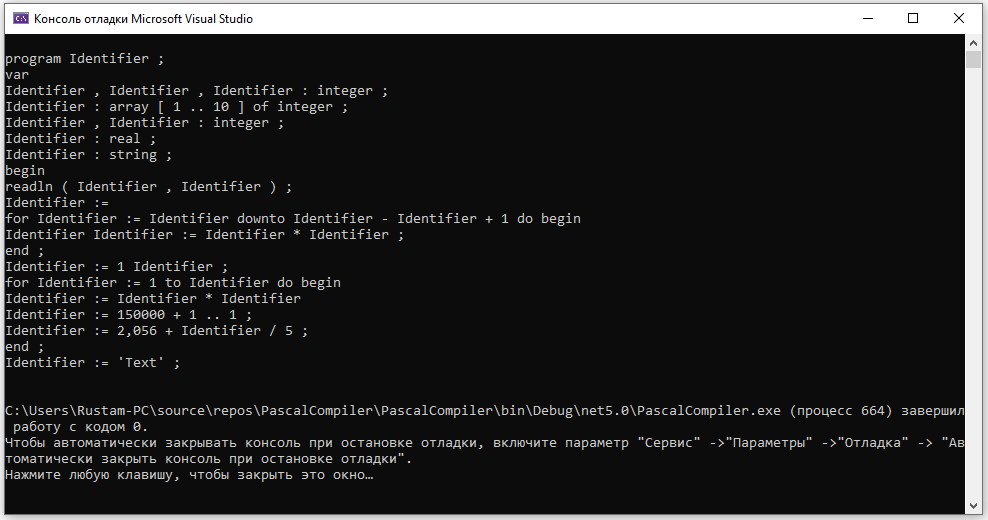 Консоль отладки Microsoft Visual Studio
program Identifier ;
var
Identifier , Identifier , Identifier : integer ;
Identifier : array [ 1 .. 10 ] of integer ;
Identifier , Identifier : integer ;
Identifier : real ;
Identifier : string ;
begin
readln ( Identifier , Identifier ) ;
Identifier :=
for Identifier := Identifier downto Identifier - Identifier + 1 do begin
Identifier Identifier := Identifier * Identifier ;
end ;
Identifier := 1 Identifier ;
for Identifier := 1 to Identifier do begin
Identifier := Identifier * Identifier
Identifier := 150000 + 1 .. 1 ;
Identifier := 2,056 + Identifier / 5 ;
end ;
Identifier := 'Text' ;
C:\Users\Rustam-PC\source\repos\PascalCompiler\PascalCompiler\bin\Debug\net5.0\PascalCompiler.exe (процесс 664) завершил
работу с кодом 0.
Чтобы автоматически закрывать консоль при остановке отладки, включите параметр "Сервис" ->"Параметры" ->"Отладка" -> "Ав
томатически закрыть консоль при остановке отладки".
Нажмите любую клавишу, чтобы закрыть это окно…